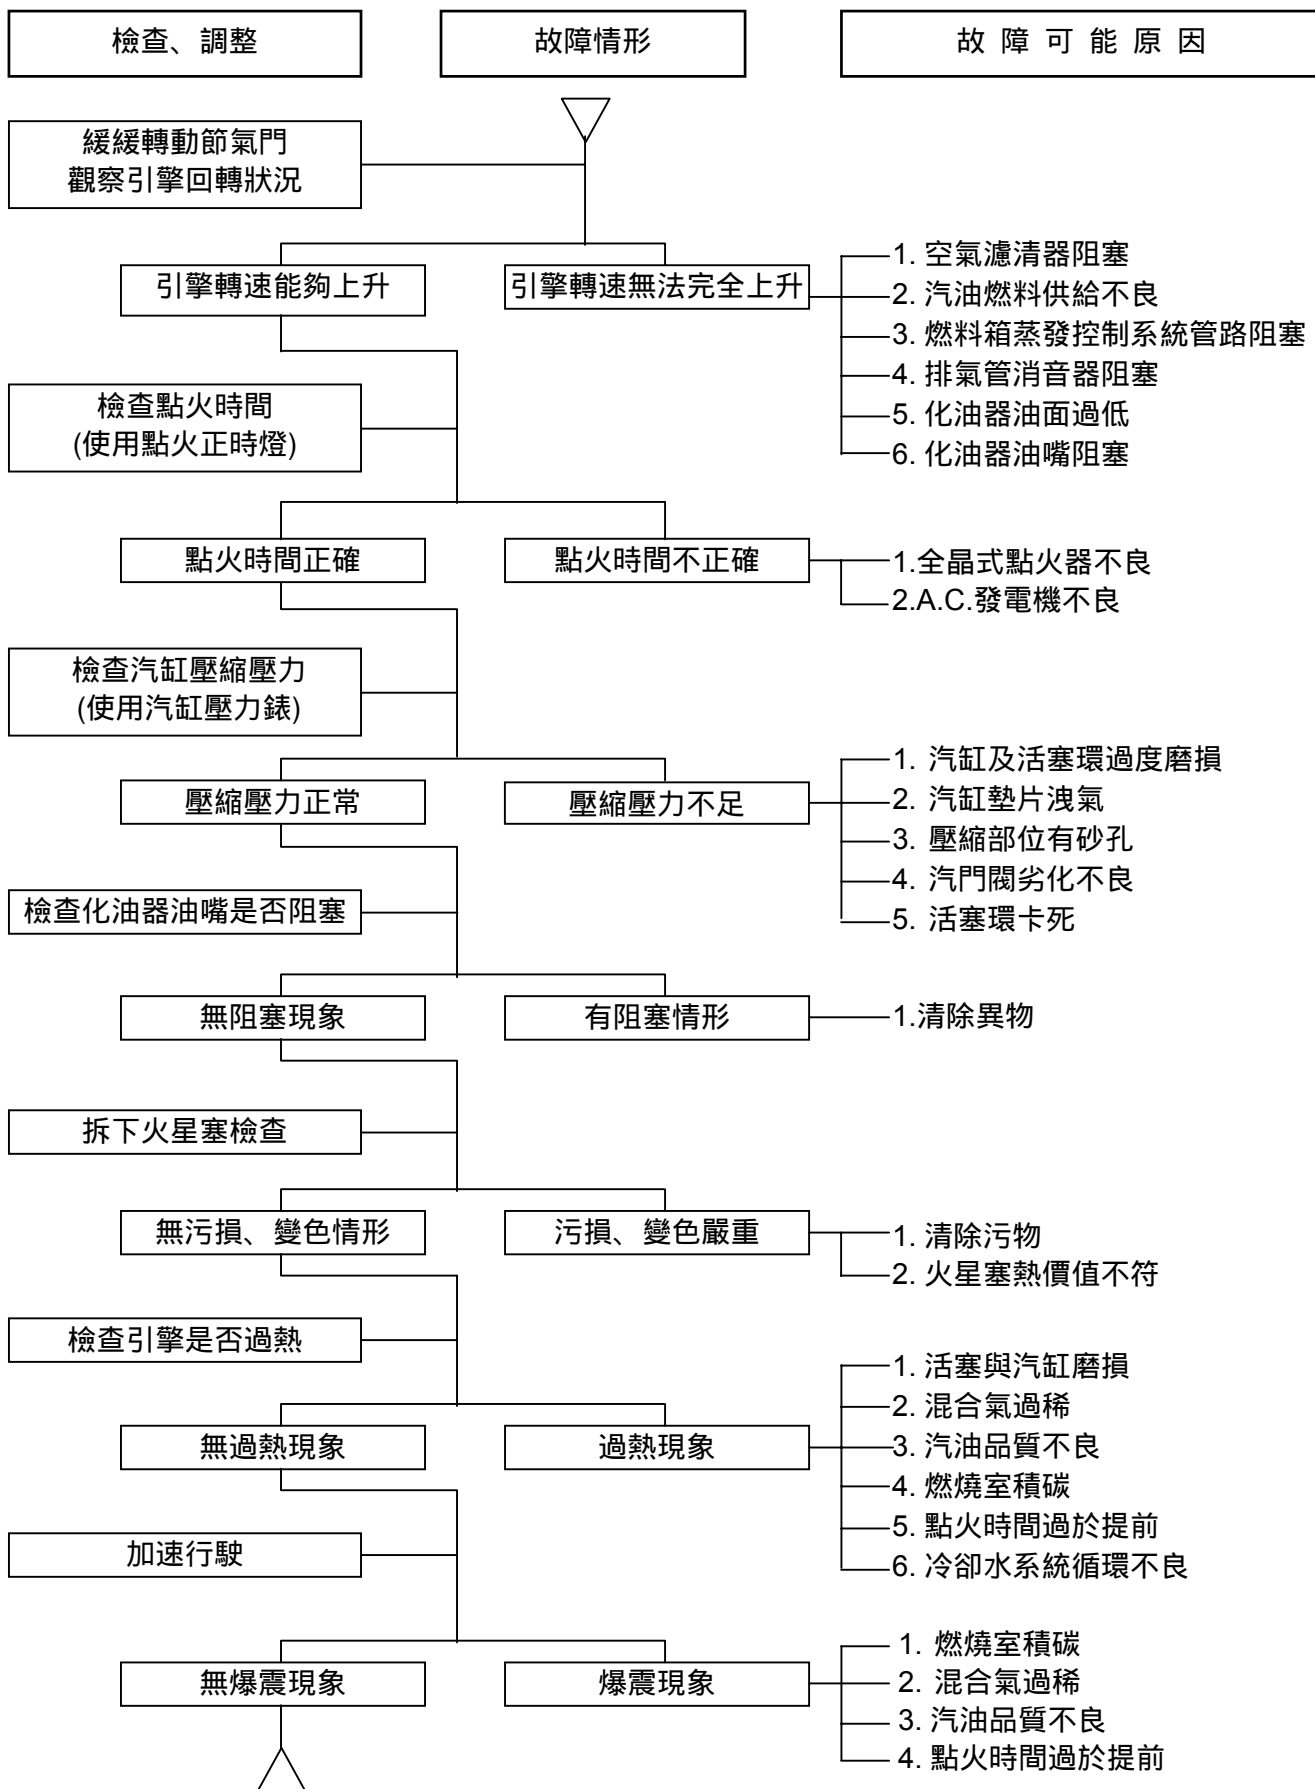 檢查、調整
故障情形
故障可能原因
緩緩轉動節氣門
觀察引擎回轉狀況
引擎轉速能夠上升
引擎轉速無法完全上升
1. 空氣濾清器阻塞
2. 汽油燃料供給不良
3. 燃料箱蒸發控制系統管路阻塞
4. 排氣管消音器阻塞
5. 化油器油面過低
6. 化油器油嘴阻塞
檢查點火時間
(使用點火正時燈)
點火時間正確
點火時間不正確
1.全晶式點火器不良
2.A.C.發電機不良
檢查汽缸壓縮壓力
(使用汽缸壓力錶)
壓縮壓力正常
壓縮壓力不足
1. 汽缸及活塞環過度磨損
2. 汽缸墊片洩氣
3. 壓縮部位有砂孔
4. 汽門閥劣化不良
5. 活塞環卡死
檢查化油器油嘴是否阻塞
無阻塞現象
有阻塞情形
1.清除異物
拆下火星塞檢查
無污損、變色情形
污損、變色嚴重
1. 清除污物
2. 火星塞熱價值不符
檢查引擎是否過熱
無過熱現象
過熱現象
1. 活塞與汽缸磨損
2. 混合氣過稀
3. 汽油品質不良
4. 燃燒室積碳
5. 點火時間過於提前
6. 冷卻水系統循環不良
加速行駛
無爆震現象
爆震現象
1. 燃燒室積碳
2. 混合氣過稀
3. 汽油品質不良
4. 點火時間過於提前